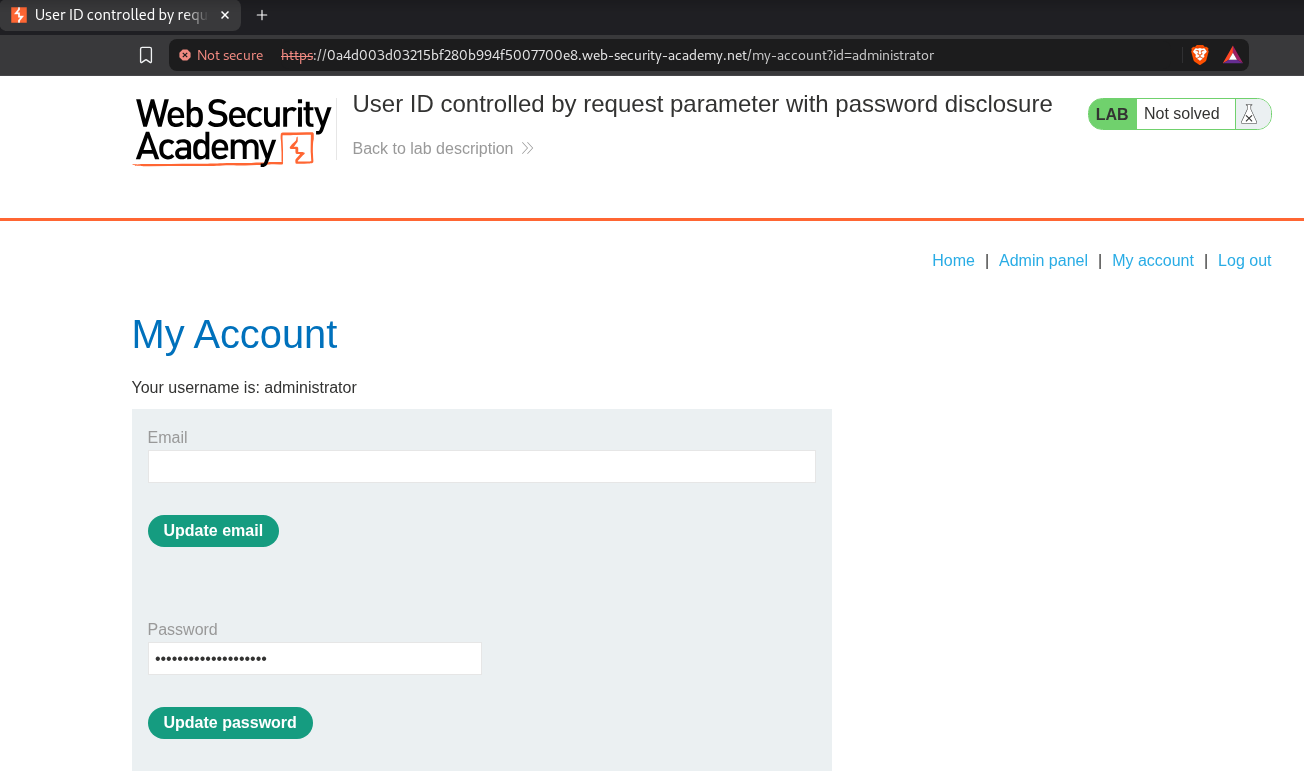 User ID controlled by requ
Not secure https://0a4d003d03215bf280b994f5007700e8.web-security-academy.net/my-account?id=administrator
Web Security
Academy
User ID controlled by request parameter with password disclosure
Back to lab description
LAB Not solved
Home | Admin panel | My account | Log out
My Account
Your username is: administrator
Email
Update email
Password
••••••••••••••••••••
Update password